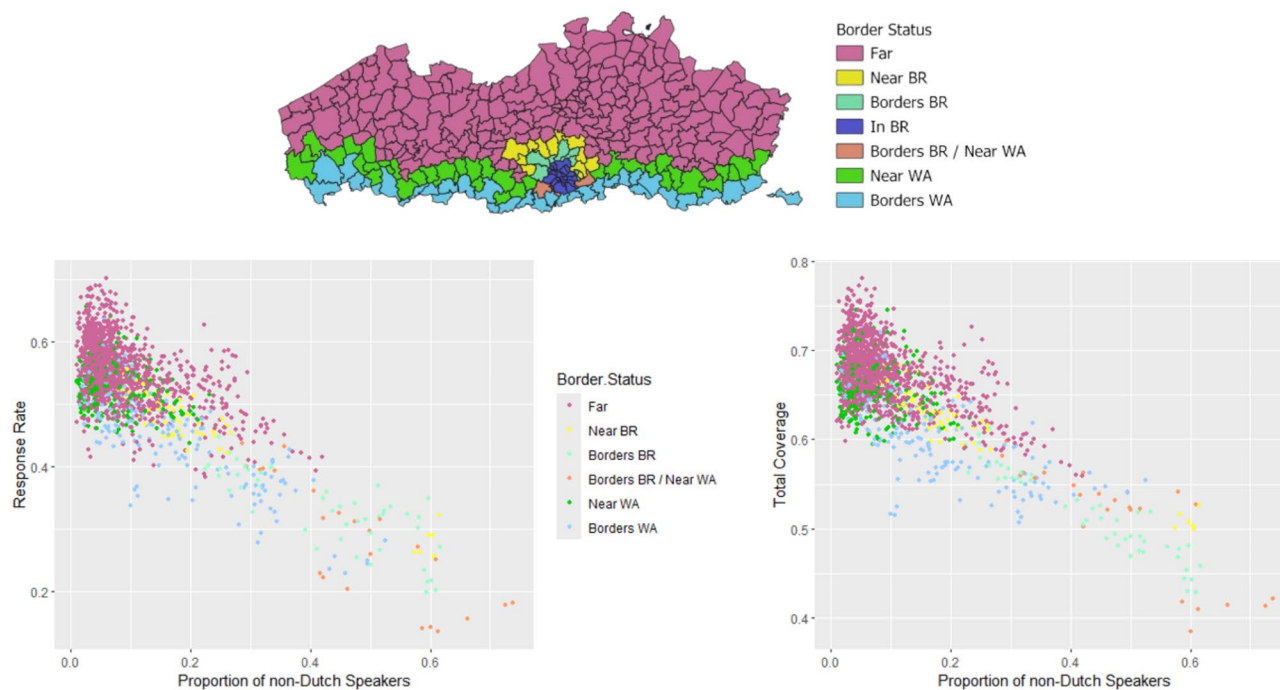 Border Status
Far
Near BR
Borders BR
In BR
Borders BR / Near WA
Near WA
Borders WA
0.6
0.4
0.2
Response Rate
0.0
0.2
0.4
0.6
Proportion of non-Dutch Speakers
Border.Status
Far
Near BR
Borders BR
Borders BR / Near WA
Near WA
Borders WA
0.8
0.7
0.6
0.5
0.4
Total Coverage
0.0
0.2
0.4
0.6
Proportion of non-Dutch Speakers